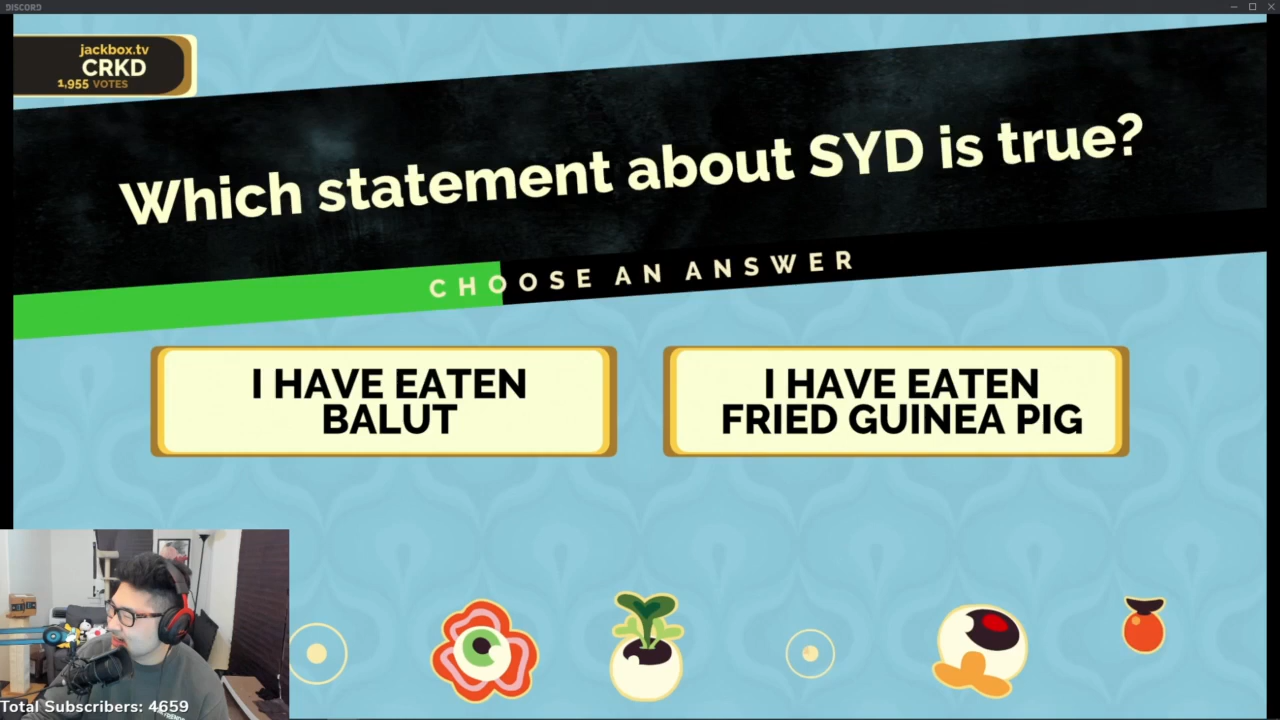 DISCORD
jackbox.tv
CRKD
1,955 VOTES
Which statement about SYD is true?
CHOOSE AN ANSWER
I HAVE EATEN
BALUT
I HAVE EATEN
FRIED GUINEA PIG
Total Subscribers: 4659